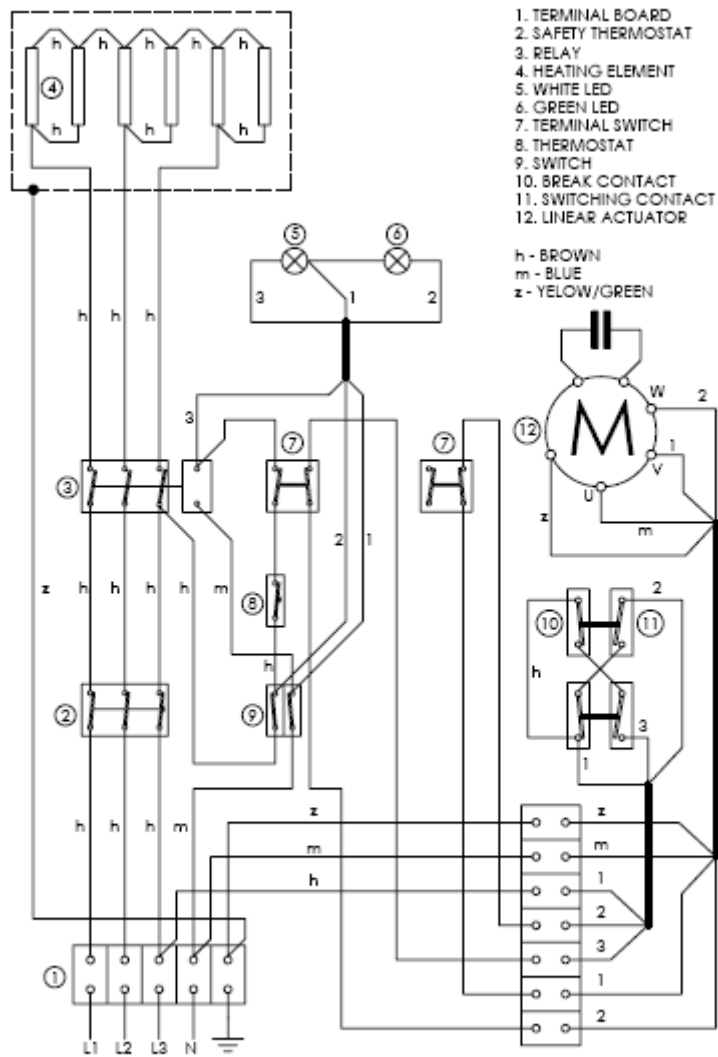 1. TERMINAL BOARD
2. SAFETY THERMOSTAT
3. RELAY
4. HEATING ELEMENT
5. WHITE LED
6. GREEN LED
7. TERMINAL SWITCH
8. THERMOSTAT
9. SWITCH
10. BREAK CONTACT
11. SWITCHING CONTACT
12. LINEAR ACTUATOR
h - BROWN
m - BLUE
z - YELOW/GREEN
h h h h h
4
h h h
5 6
3 1 2
h h h
W 2
12 M
1
V
U
z m
3
7 7
3
2 1
z h h h h m
8
2
10 11
h
h
2 9
3
1
h h h m
z z
m m
h 1
2
3
1
2
1
L1 L2 L3 N